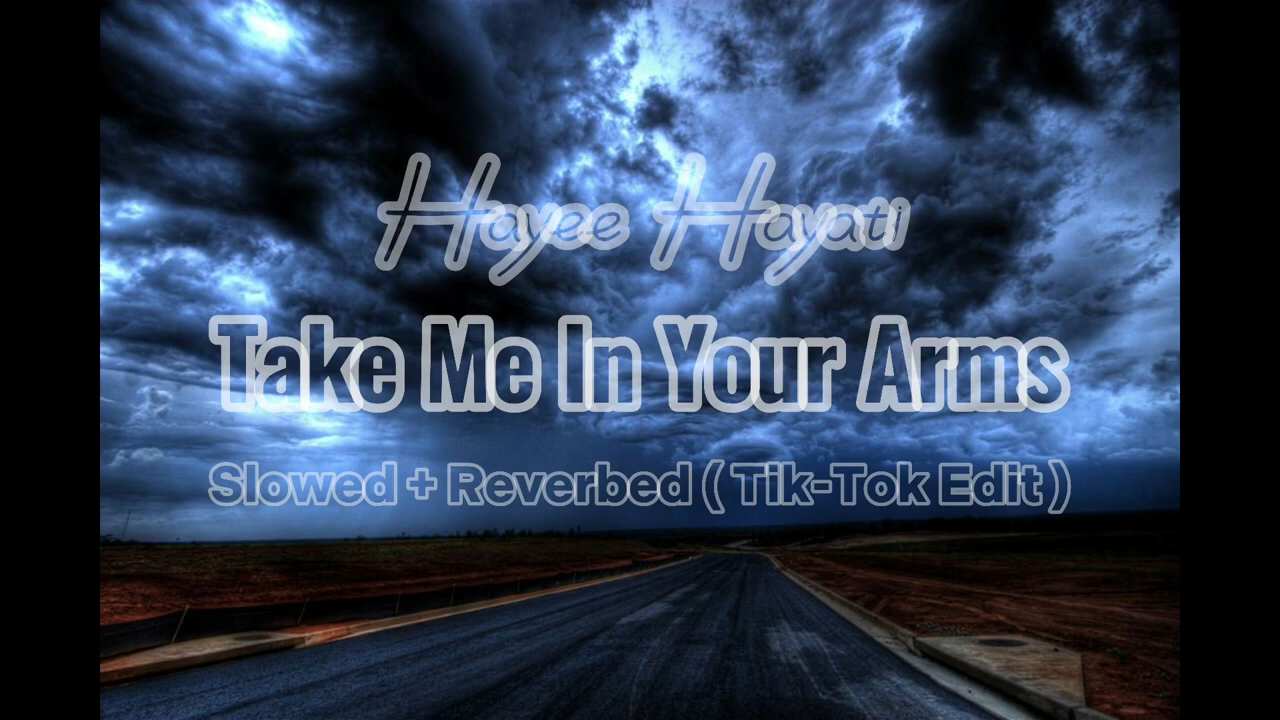 Hayee Hayati
Take Me In Your Arms
Slowed + Reverbed ( Tik-Tok Edit )